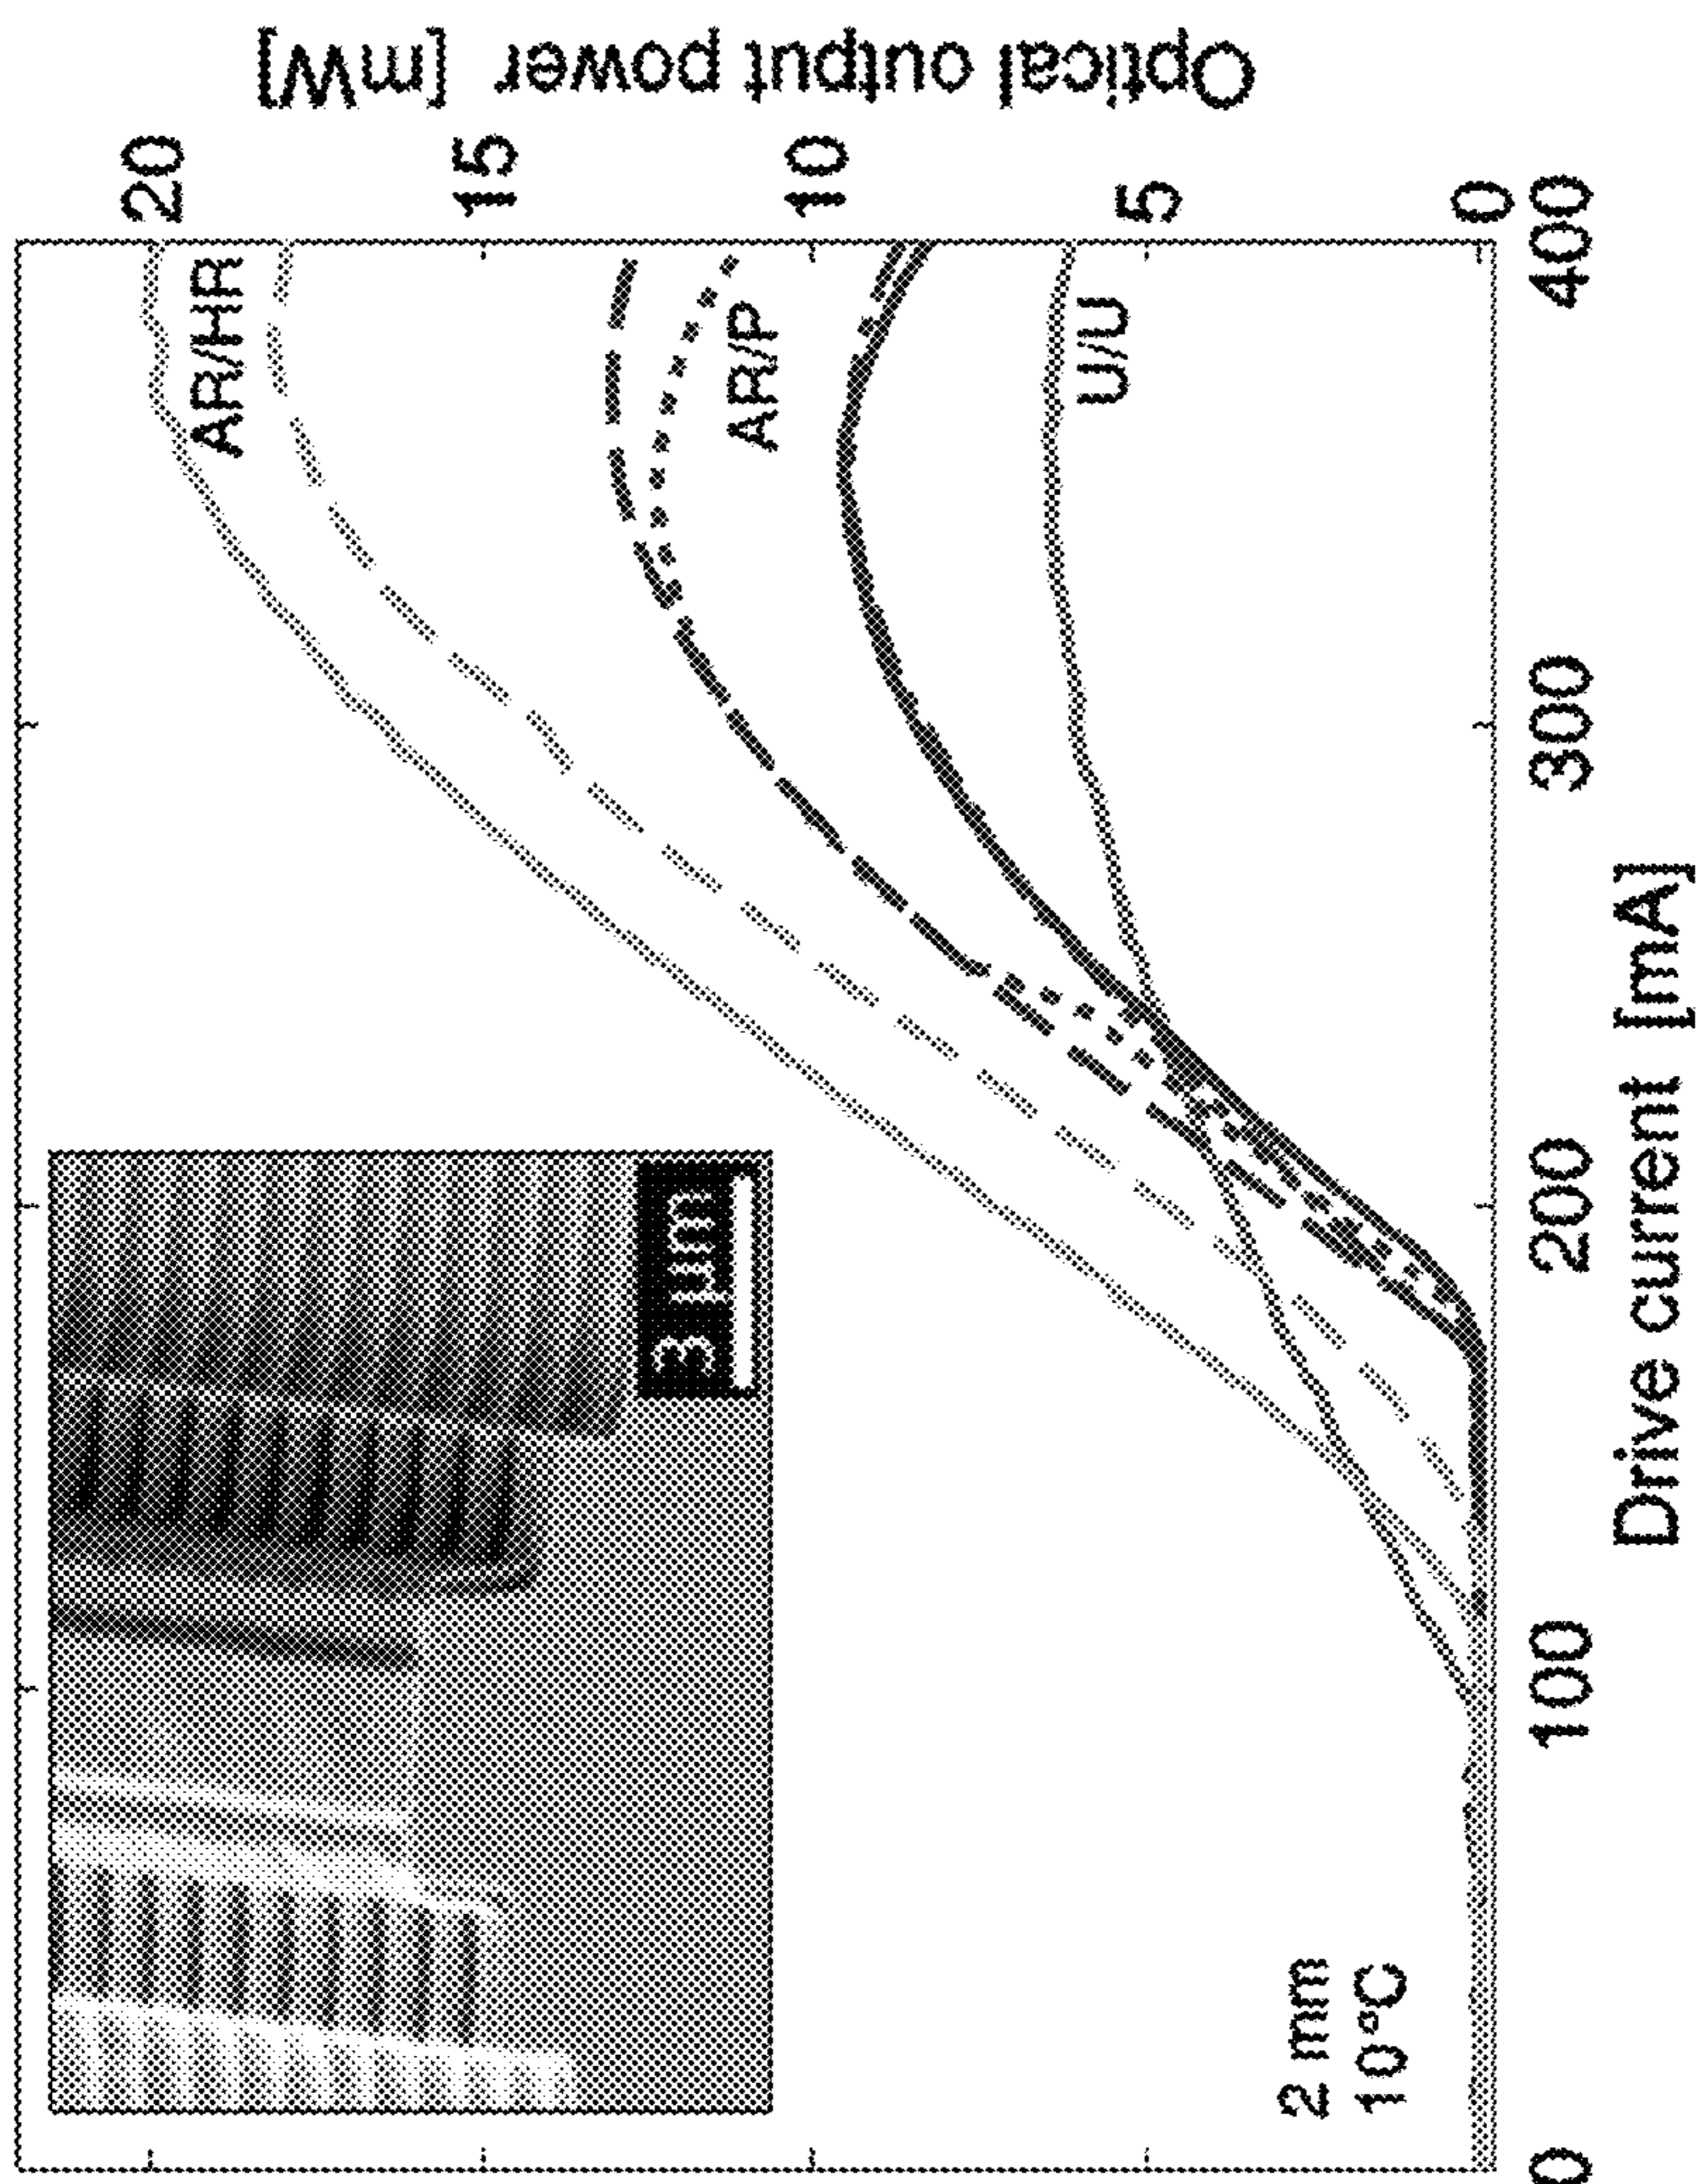 3 µm
AR/HR
AR/P
U/U
2 mm
10°C
20
15
10
5
0
Optical output power [mW]
0
100
200
300
400
Drive current [mA]